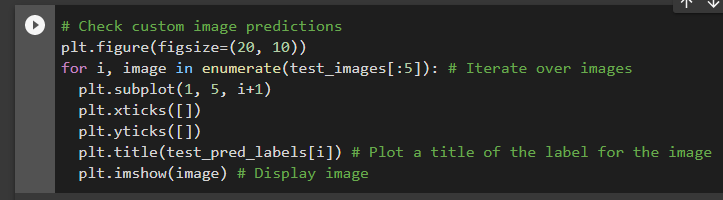 # Check custom image predictions
plt.figure(figsize=(20, 10))
for i, image in enumerate(test_images[:5]): # Iterate over images
  plt.subplot(1, 5, i+1)
  plt.xticks([])
  plt.yticks([])
  plt.title(test_pred_labels[i]) # Plot a title of the label for the image
  plt.imshow(image) # Display image